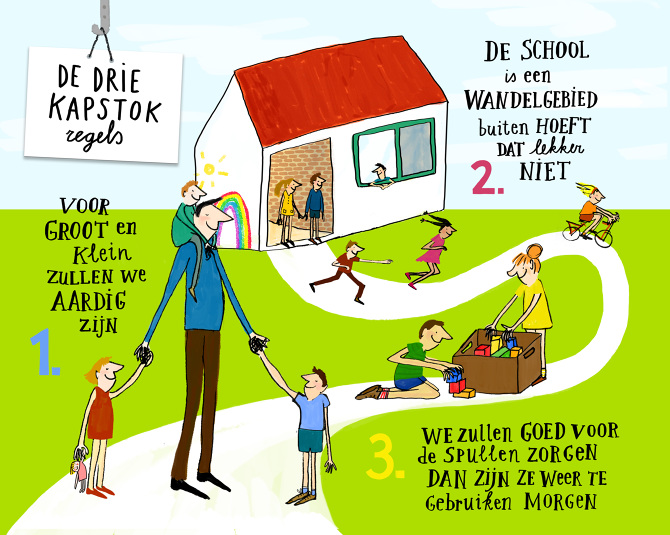 DE DRIE
KAPSTOK
regels
VOOR
GROOT en
Klein
ZULLEN WE
AARDIG
ZIJN
1.
DE SCHOOL
is een
WANDELGEBIED
buiten HOEFT
DAT lekker
NIET
2.
3.
WE ZULLEN GOED VOOR
de SPULLEN ZORGEN
DAN ZIJN ZE WEER TE
GEBRUIKEN MORGEN